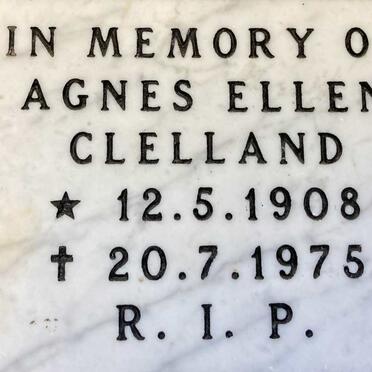 IN MEMORY O
AGNES ELLEN
CLELLAND
★ 12.5.1908
✝ 20.7.1975
R. I. P.